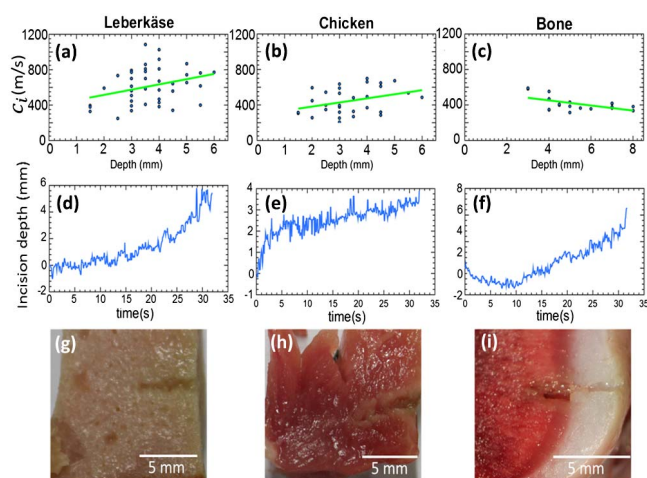 Leberkäse Chicken Bone
(a) (b) (c)
1200 1200 1200
800 800 800
400 400 400
0 0 0
c_i (m/s)
0 1 2 3 4 5 6 0 1 2 3 4 5 6 0 2 4 6 8
Depth (mm) Depth (mm) Depth (mm)
(d) (e) (f)
6 4 8
4 3 6
2 2 4
0 1 2
-2 0 0
-1 -2
Incision depth (mm)
0 5 10 15 20 25 30 35 0 5 10 15 20 25 30 35 0 5 10 15 20 25 30 35
time(s) time(s) time(s)
(g) (h) (i)
5 mm 5 mm 5 mm